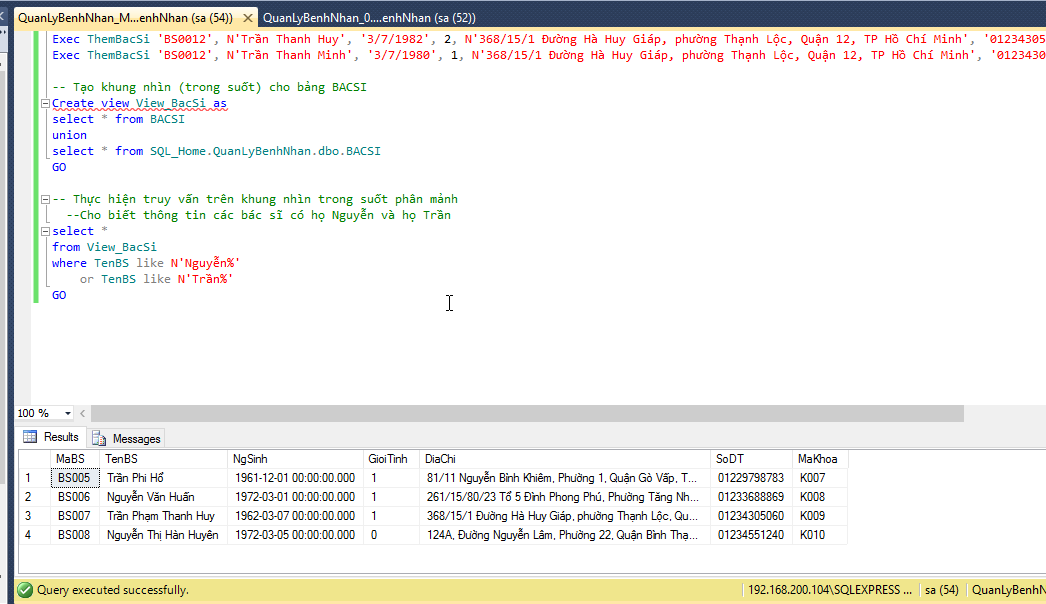 QuanLyBenhNhan_M...enhNhan (sa (54)) × QuanLyBenhNhan_0....enhNhan (sa (52))
Exec ThemBacSi 'BS0012', N'Trần Thanh Huy', '3/7/1982', 2, N'368/15/1 Đường Hà Huy Giáp, phường Thạnh Lộc, Quận 12, TP Hồ Chí Minh', '01234305
Exec ThemBacSi 'BS0012', N'Trần Thanh Minh', '3/7/1980', 1, N'368/15/1 Đường Hà Huy Giáp, phường Thạnh Lộc, Quận 12, TP Hồ Chí Minh', '0123430
-- Tạo khung nhìn (trong suốt) cho bảng BACSI
Create view View_BacSi as
select * from BACSI
union
select * from SQL_Home.QuanLyBenhNhan.dbo.BACSI
GO
-- Thực hiện truy vấn trên khung nhìn trong suốt phân mảnh
--Cho biết thông tin các bác sĩ có họ Nguyễn và họ Trần
select *
from View_BacSi
where TenBS like N'Nguyễn%'
or TenBS like N'Trần%'
GO
100 %
Results Messages
MaBS TenBS NgSinh GioiTinh DiaChi SoDT MaKhoa
1 BS005 Trần Phi Hổ 1961-12-01 00:00:00.000 1 81/11 Nguyễn Bỉnh Khiêm, Phường 1, Quận Gò Vấp, T... 01229798783 K007
2 BS006 Nguyễn Văn Huấn 1972-03-01 00:00:00.000 1 261/15/80/23 Tổ 5 Đình Phong Phú, Phường Tăng Nh... 01233688869 K008
3 BS007 Trần Phạm Thanh Huy 1962-03-07 00:00:00.000 1 368/15/1 Đường Hà Huy Giáp, phường Thạnh Lộc, Qu... 01234305060 K009
4 BS008 Nguyễn Thị Hàn Huyên 1972-03-05 00:00:00.000 0 124A, Đường Nguyễn Lâm, Phường 22, Quận Bình Thạ... 01234551240 K010
Query executed successfully. 192.168.200.104\SQLEXPRESS ... sa (54) QuanLyBenhN